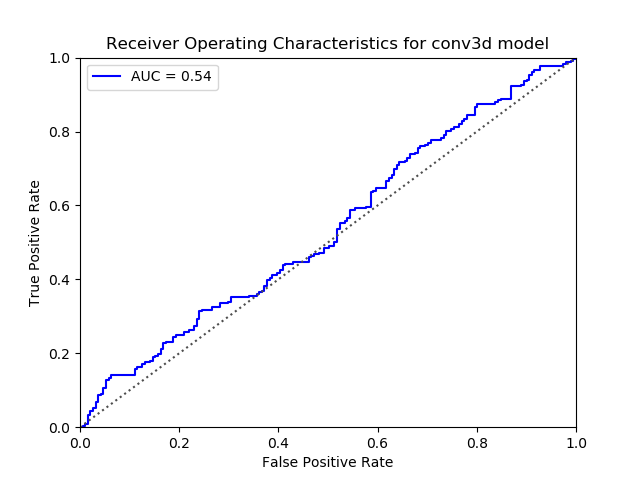 Receiver Operating Characteristics for conv3d model
AUC = 0.54
True Positive Rate
1.0
0.8
0.6
0.4
0.2
0.0
0.0 0.2 0.4 0.6 0.8 1.0
False Positive Rate